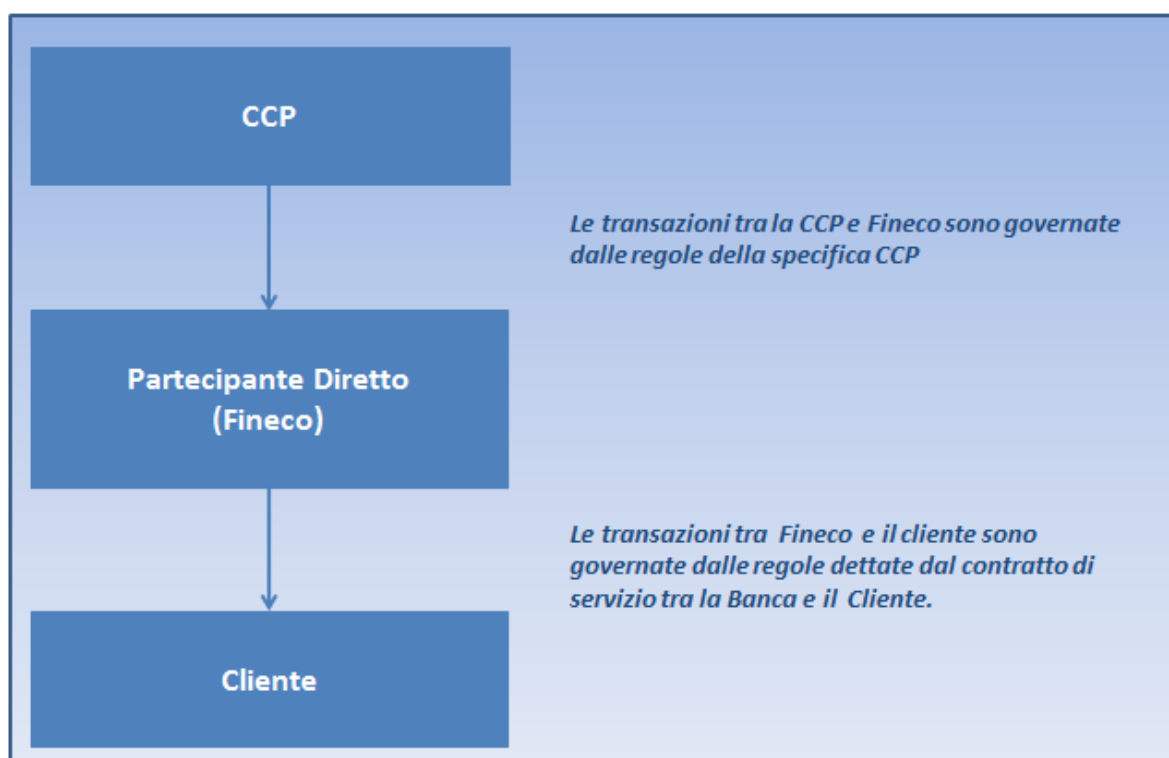 CCP
Le transazioni tra la CCP e Fineco sono governate
dalle regole della specifica CCP
Partecipante Diretto
(Fineco)
Le transazioni tra Fineco e il cliente sono
governate dalle regole dettate dal contratto di
servizio tra la Banca e il Cliente.
Cliente